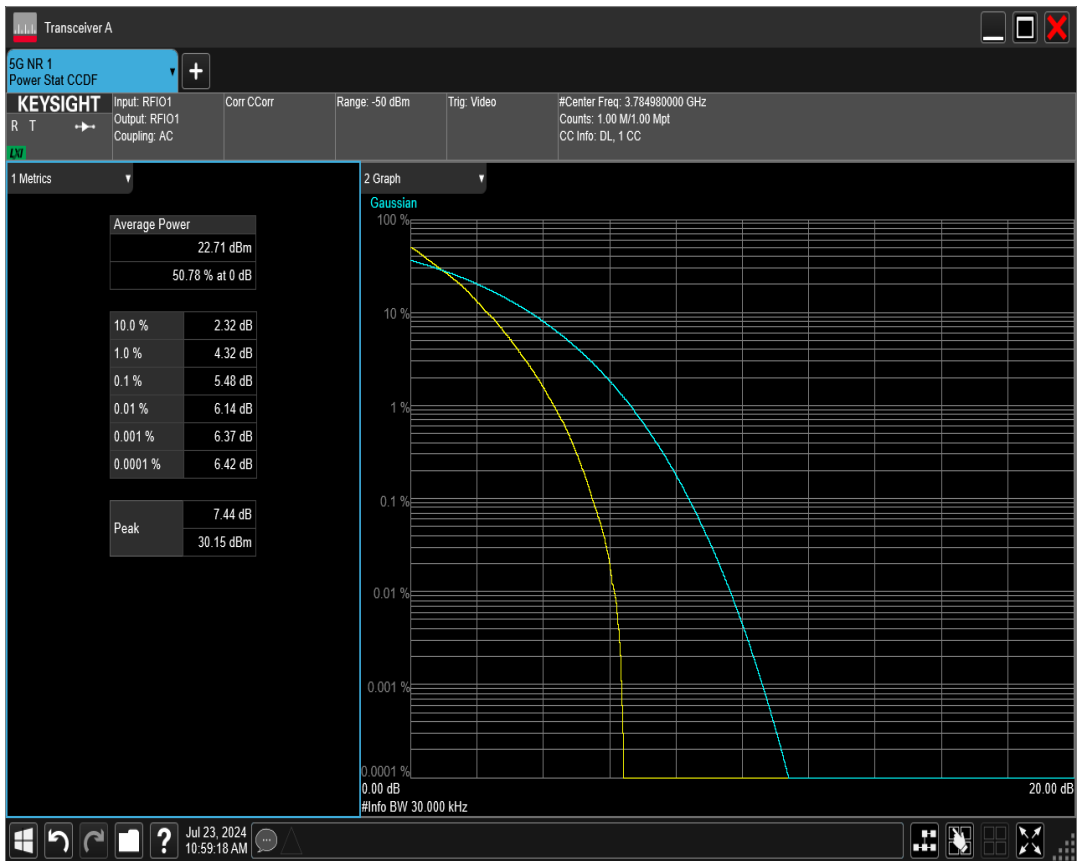 Transceiver A
5G NR 1
Power Stat CCDF
+
KEYSIGHT
R T
LXI
Input: RFIO1
Output: RFIO1
Coupling: AC
Corr CCorr
Range: -50 dBm
Trig: Video
#Center Freq: 3.784980000 GHz
Counts: 1.00 M/1.00 Mpt
CC Info: DL, 1 CC
1 Metrics
Average Power
22.71 dBm
50.78 % at 0 dB
10.0 % 2.32 dB
1.0 % 4.32 dB
0.1 % 5.48 dB
0.01 % 6.14 dB
0.001 % 6.37 dB
0.0001 % 6.42 dB
Peak
7.44 dB
30.15 dBm
2 Graph
Gaussian
100 %
10 %
1 %
0.1 %
0.01 %
0.001 %
0.0001 %
0.00 dB
20.00 dB
#Info BW 30.000 kHz
?
Jul 23, 2024
10:59:18 AM